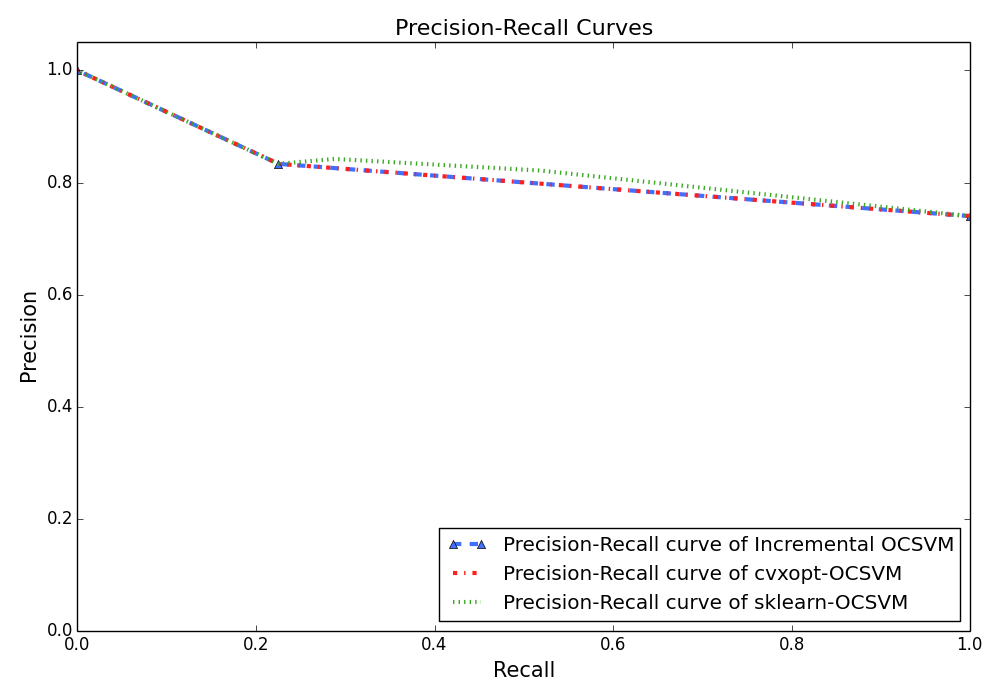 Precision-Recall Curves
1.0
0.8
0.6
0.4
0.2
0.0
Precision
0.0 0.2 0.4 0.6 0.8 1.0
Recall
Precision-Recall curve of Incremental OCSVM
Precision-Recall curve of cvxopt-OCSVM
Precision-Recall curve of sklearn-OCSVM